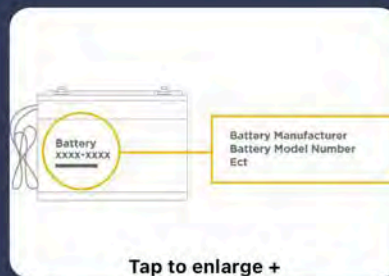 Battery
xxxx-xxxx
Battery Manufacturer
Battery Model Number
Ect
Tap to enlarge +